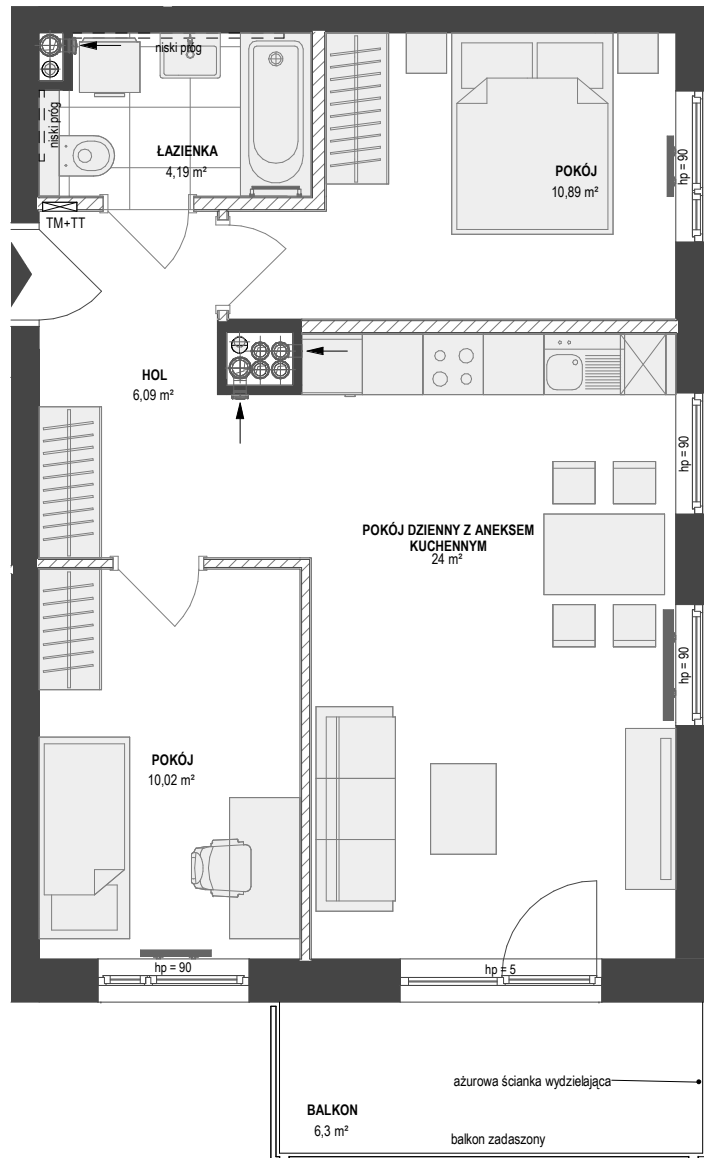 niski próg
niski próg
ŁAZIENKA
4,19 m²
POKÓJ
10,89 m²
hp = 90
TM+TT
HOL
6,09 m²
hp = 90
POKÓJ DZIENNY Z ANEKSEM
KUCHENNYM
24 m²
hp = 90
POKÓJ
10,02 m²
hp = 90
hp = 5
ażurowa ścianka wydzielająca
BALKON
6,3 m²
balkon zadaszony